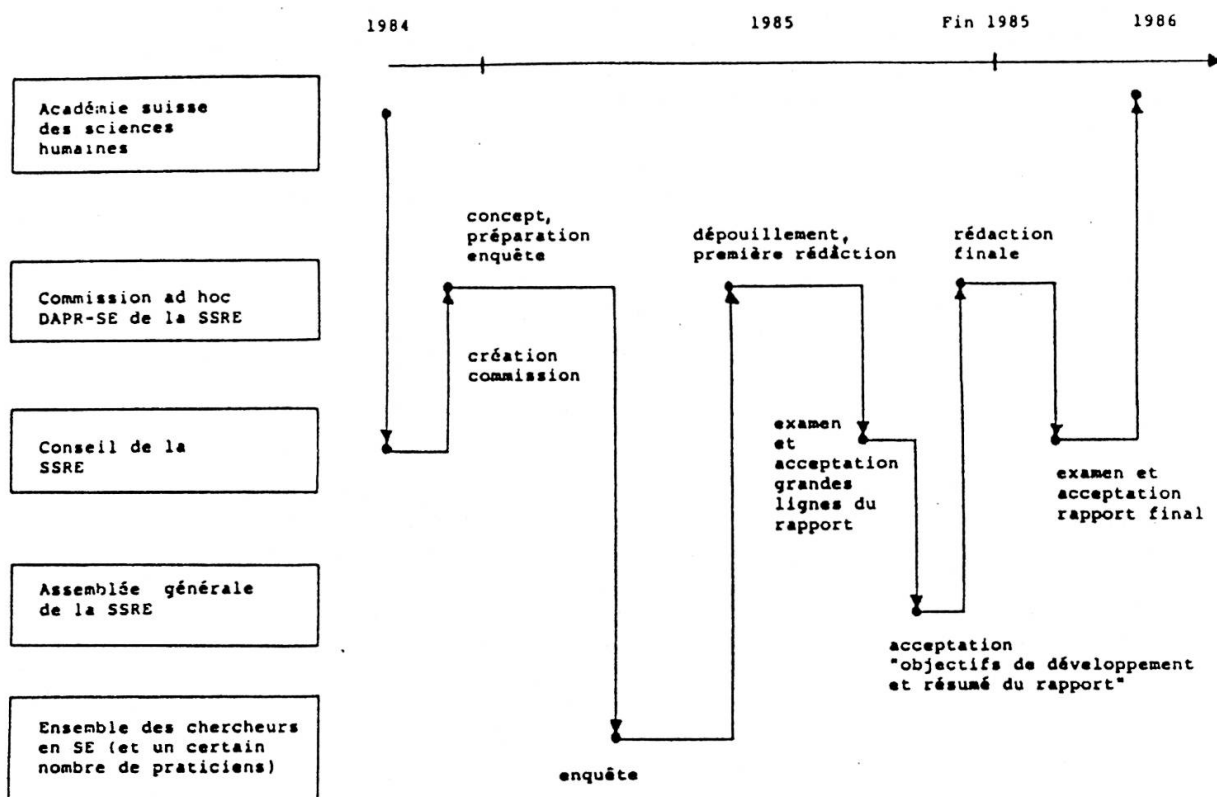 1984 1985 Fin 1985 1986
Académie suisse
des sciences
humaines
concept,
préparation
enquête
dépouillement,
première rédaction
rédaction
finale
Commission ad hoc
DAPR-SE de la SSRE
création
commission
Conseil de la
SSRE
examen
et
acceptation
grandes
lignes du
rapport
examen et
acceptation
rapport final
Assemblée générale
de la SSRE
acceptation
"objectifs de développement
et résumé du rapport"
Ensemble des chercheurs
en SE (et un certain
nombre de praticiens)
enquête